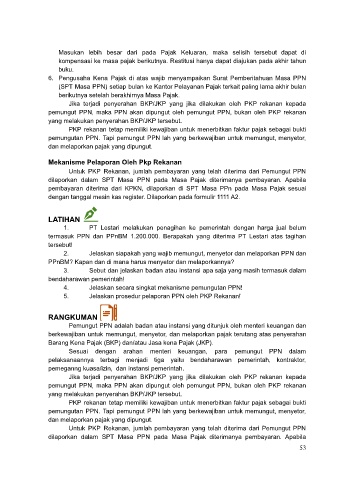 Masukan lebih besar dari pada Pajak Keluaran, maka selisih tersebut dapat di
kompensasi ke masa pajak berikutnya. Restitusi hanya dapat diajukan pada akhir tahun
buku.
6. Pengusaha Kena Pajak di atas wajib menyampaikan Surat Pemberitahuan Masa PPN
(SPT Masa PPN) setiap bulan ke Kantor Pelayanan Pajak terkait paling lama akhir bulan
berikutnya setelah berakhirnya Masa Pajak.
Jika terjadi penyerahan BKP/JKP yang jika dilakukan oleh PKP rekanan kepada
pemungut PPN, maka PPN akan dipungut oleh pemungut PPN, bukan oleh PKP rekanan
yang melakukan penyerahan BKP/JKP tersebut.
PKP rekanan tetap memiliki kewajiban untuk menerbitkan faktur pajak sebagai bukti
pemungutan PPN. Tapi pemungut PPN lah yang berkewajiban untuk memungut, menyetor,
dan melaporkan pajak yang dipungut.
Mekanisme Pelaporan Oleh Pkp Rekanan
Untuk PKP Rekanan, jumlah pembayaran yang telah diterima dari Pemungut PPN
dilaporkan dalam SPT Masa PPN pada Masa Pajak diterimanya pembayaran. Apabila
pembayaran diterima dari KPKN, dilaporkan di SPT Masa PPn pada Masa Pajak sesuai
dengan tanggal mesin kas register. Dilaporkan pada formulir 1111 A2.
LATIHAN
1. PT Lestari melakukan penagihan ke pemerintah dengan harga jual belum
termasuk PPN dan PPnBM 1.200.000. Berapakah yang diterima PT Lestari atas tagihan
tersebut!
2. Jelaskan siapakah yang wajib memungut, menyetor dan melaporkan PPN dan
PPnBM? Kapan dan di mana harus menyetor dan melaporkannya?
3. Sebut dan jelaskan badan atau instansi apa saja yang masih termasuk dalam
bendaharawan pemerintah!
4. Jelaskan secara singkat mekanisme pemungutan PPN!
5. Jelaskan prosedur pelaporan PPN oleh PKP Rekanan!
RANGKUMAN
Pemungut PPN adalah badan atau instansi yang ditunjuk oleh menteri keuangan dan
berkewajiban untuk memungut, menyetor, dan melaporkan pajak terutang atas penyerahan
Barang Kena Pajak (BKP) dan/atau Jasa kena Pajak (JKP).
Sesuai dengan arahan menteri keuangan, para pemungut PPN dalam
pelaksanaannya terbagi menjadi tiga yaitu bendaharawan pemerintah, kontraktor,
pemegang kuasa/izin, dan instansi pemerintah.
Jika terjadi penyerahan BKP/JKP yang jika dilakukan oleh PKP rekanan kepada
pemungut PPN, maka PPN akan dipungut oleh pemungut PPN, bukan oleh PKP rekanan
yang melakukan penyerahan BKP/JKP tersebut.
PKP rekanan tetap memiliki kewajiban untuk menerbitkan faktur pajak sebagai bukti
pemungutan PPN. Tapi pemungut PPN lah yang berkewajiban untuk memungut, menyetor,
dan melaporkan pajak yang dipungut.
Untuk PKP Rekanan, jumlah pembayaran yang telah diterima dari Pemungut PPN
dilaporkan dalam SPT Masa PPN pada Masa Pajak diterimanya pembayaran. Apabila
53